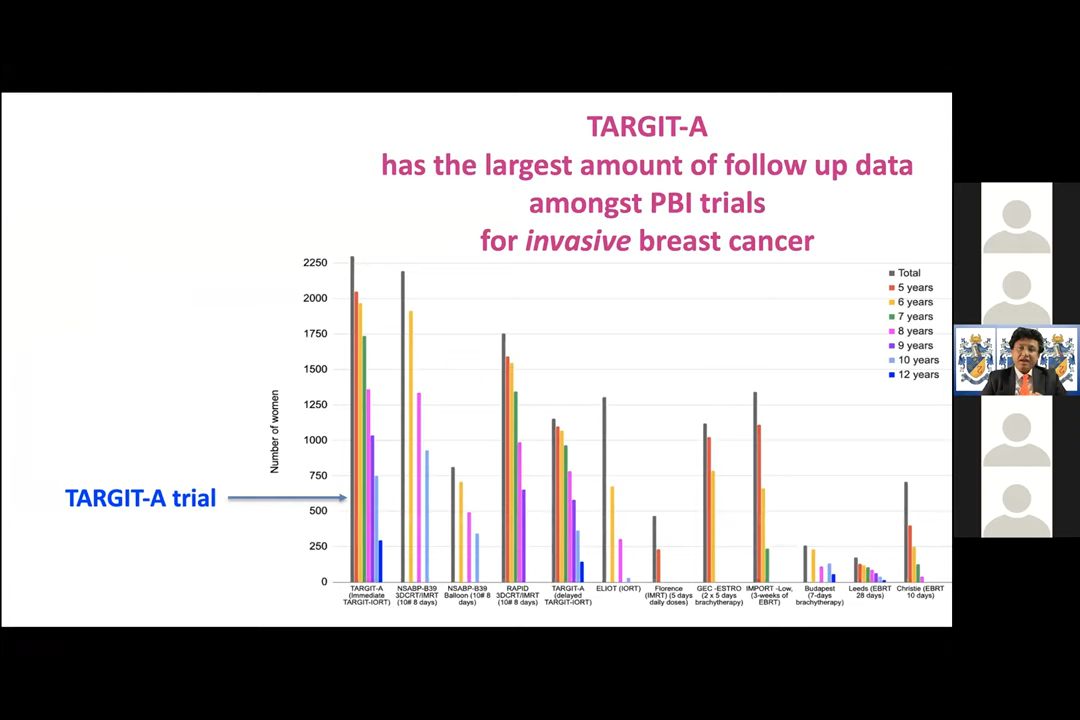 TARGIT-A
has the largest amount of follow up data
amongst PBI trials
for invasive breast cancer
2250
2000
1750
1500
1250
1000
750
500
250
0
Number of women
Total
5 years
6 years
7 years
8 years
9 years
10 years
12 years
TARGIT-A trial
TARGIT-A
(Immediate
TARGIT-IORT)
NSABP-B39
3DCRT/IMRT
(10# 8 days)
NSABP-B39
Balloon (10# 8
days)
RAPID
3DCRT/IMRT
(10# 8 days)
TARGIT-A
(delayed
TARGIT-IORT)
ELIOT (IORT)
Florence
(IMRT) (5 days
daily doses)
GEC -ESTRO
(2 x 5 days
brachytherapy)
IMPORT -Low,
(3-weeks of
EBRT)
Budapest
(7-days
brachytherapy)
Leeds (EBRT
28 days)
Christie (EBRT
10 days)